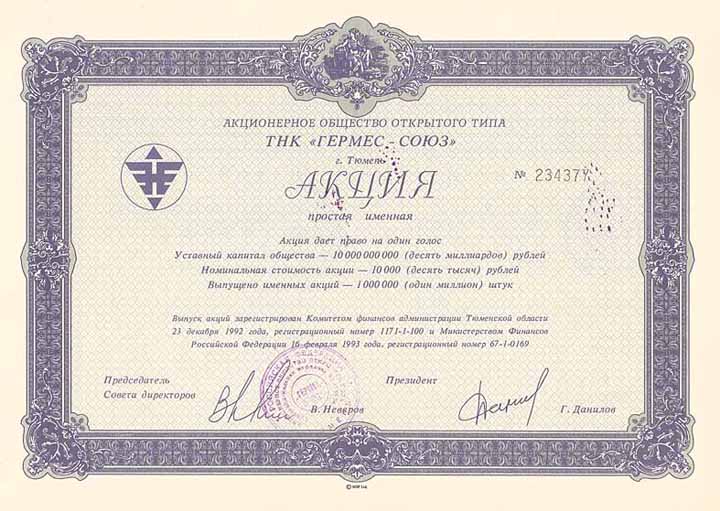 АКЦИОНЕРНОЕ ОБЩЕСТВО ОТКРЫТОГО ТИПА
ТНК «ГЕРМЕС - СОЮЗ»
г. Тюмень
АКЦИЯ
№ 234377
простая именная
Акция дает право на один голос
Уставный капитал общества — 10 000 000 000 (десять миллиардов) рублей
Номинальная стоимость акции — 10 000 (десять тысяч) рублей
Выпущено именных акций — 1 000 000 (один миллион) штук
Выпуск акций зарегистрирован Комитетом финансов администрации Тюменской области
23 декабря 1992 года, регистрационный номер 1171-1-100 и Министерством Финансов
Российской Федерации 16 февраля 1993 года, регистрационный номер 67-1-0169
Председатель
Совета директоров
В. Неверов
Президент
Г. Данилов